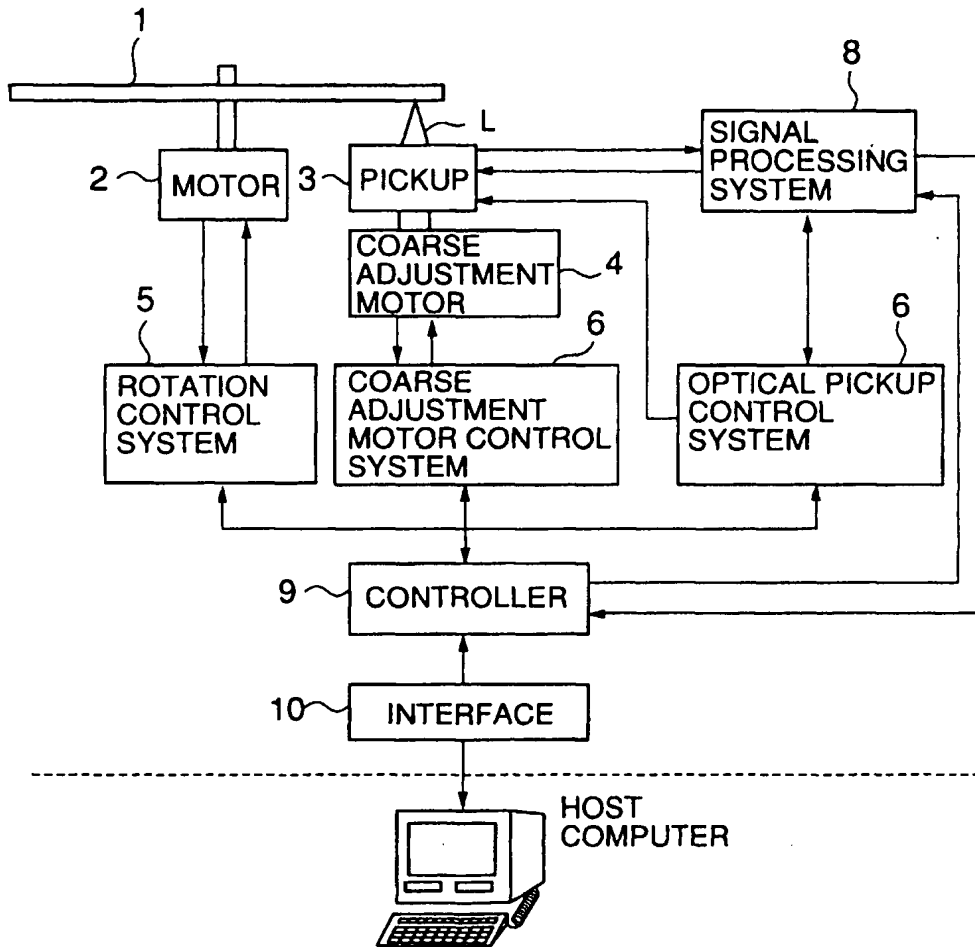 1
8
L
SIGNAL
PROCESSING
SYSTEM
2
MOTOR
3
PICKUP
COARSE
ADJUSTMENT
MOTOR
4
5
6
6
ROTATION
CONTROL
SYSTEM
COARSE
ADJUSTMENT
MOTOR CONTROL
SYSTEM
OPTICAL PICKUP
CONTROL
SYSTEM
9
CONTROLLER
10
INTERFACE
HOST
COMPUTER